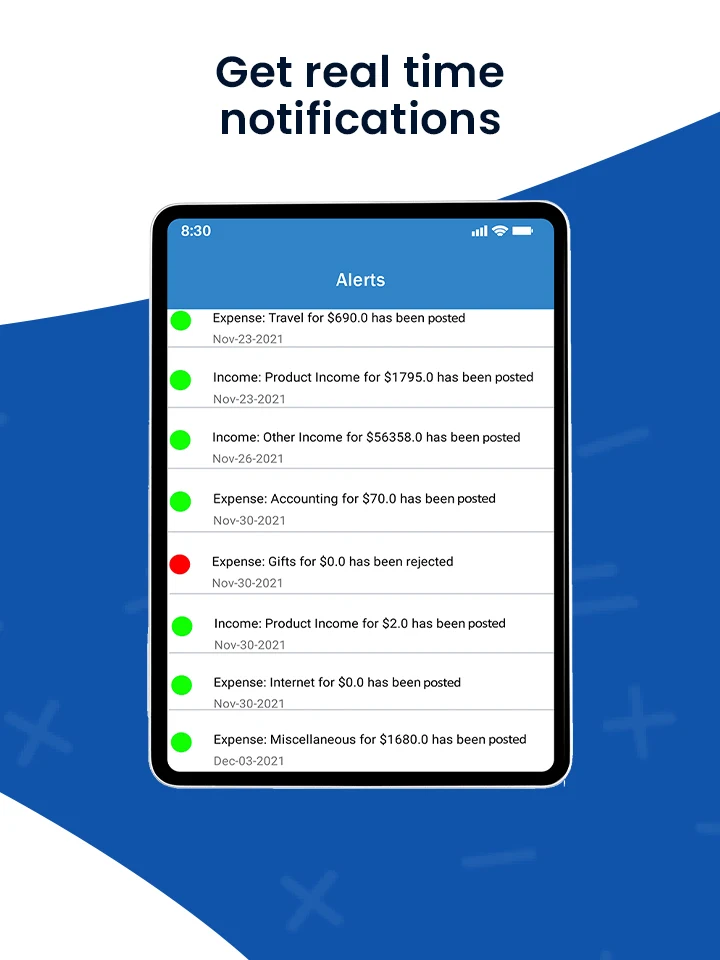 Get real time
notifications
8:30
Alerts
Expense: Travel for $690.0 has been posted
Nov-23-2021
Income: Product Income for $1795.0 has been posted
Nov-23-2021
Income: Other Income for $56358.0 has been posted
Nov-26-2021
Expense: Accounting for $70.0 has been posted
Nov-30-2021
Expense: Gifts for $0.0 has been rejected
Nov-30-2021
Income: Product Income for $2.0 has been posted
Nov-30-2021
Expense: Internet for $0.0 has been posted
Nov-30-2021
Expense: Miscellaneous for $1680.0 has been posted
Dec-03-2021